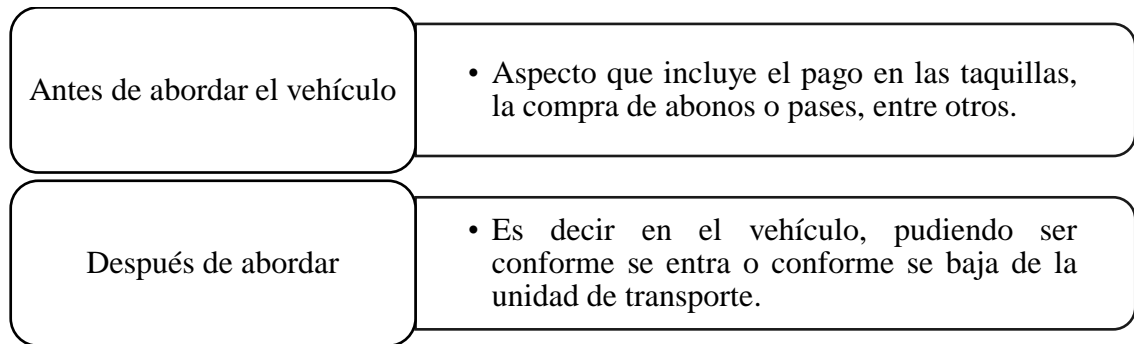 Antes de abordar el vehículo
• Aspecto que incluye el pago en las taquillas,
la compra de abonos o pases, entre otros.
Después de abordar
• Es decir en el vehículo, pudiendo ser
conforme se entra o conforme se baja de la
unidad de transporte.